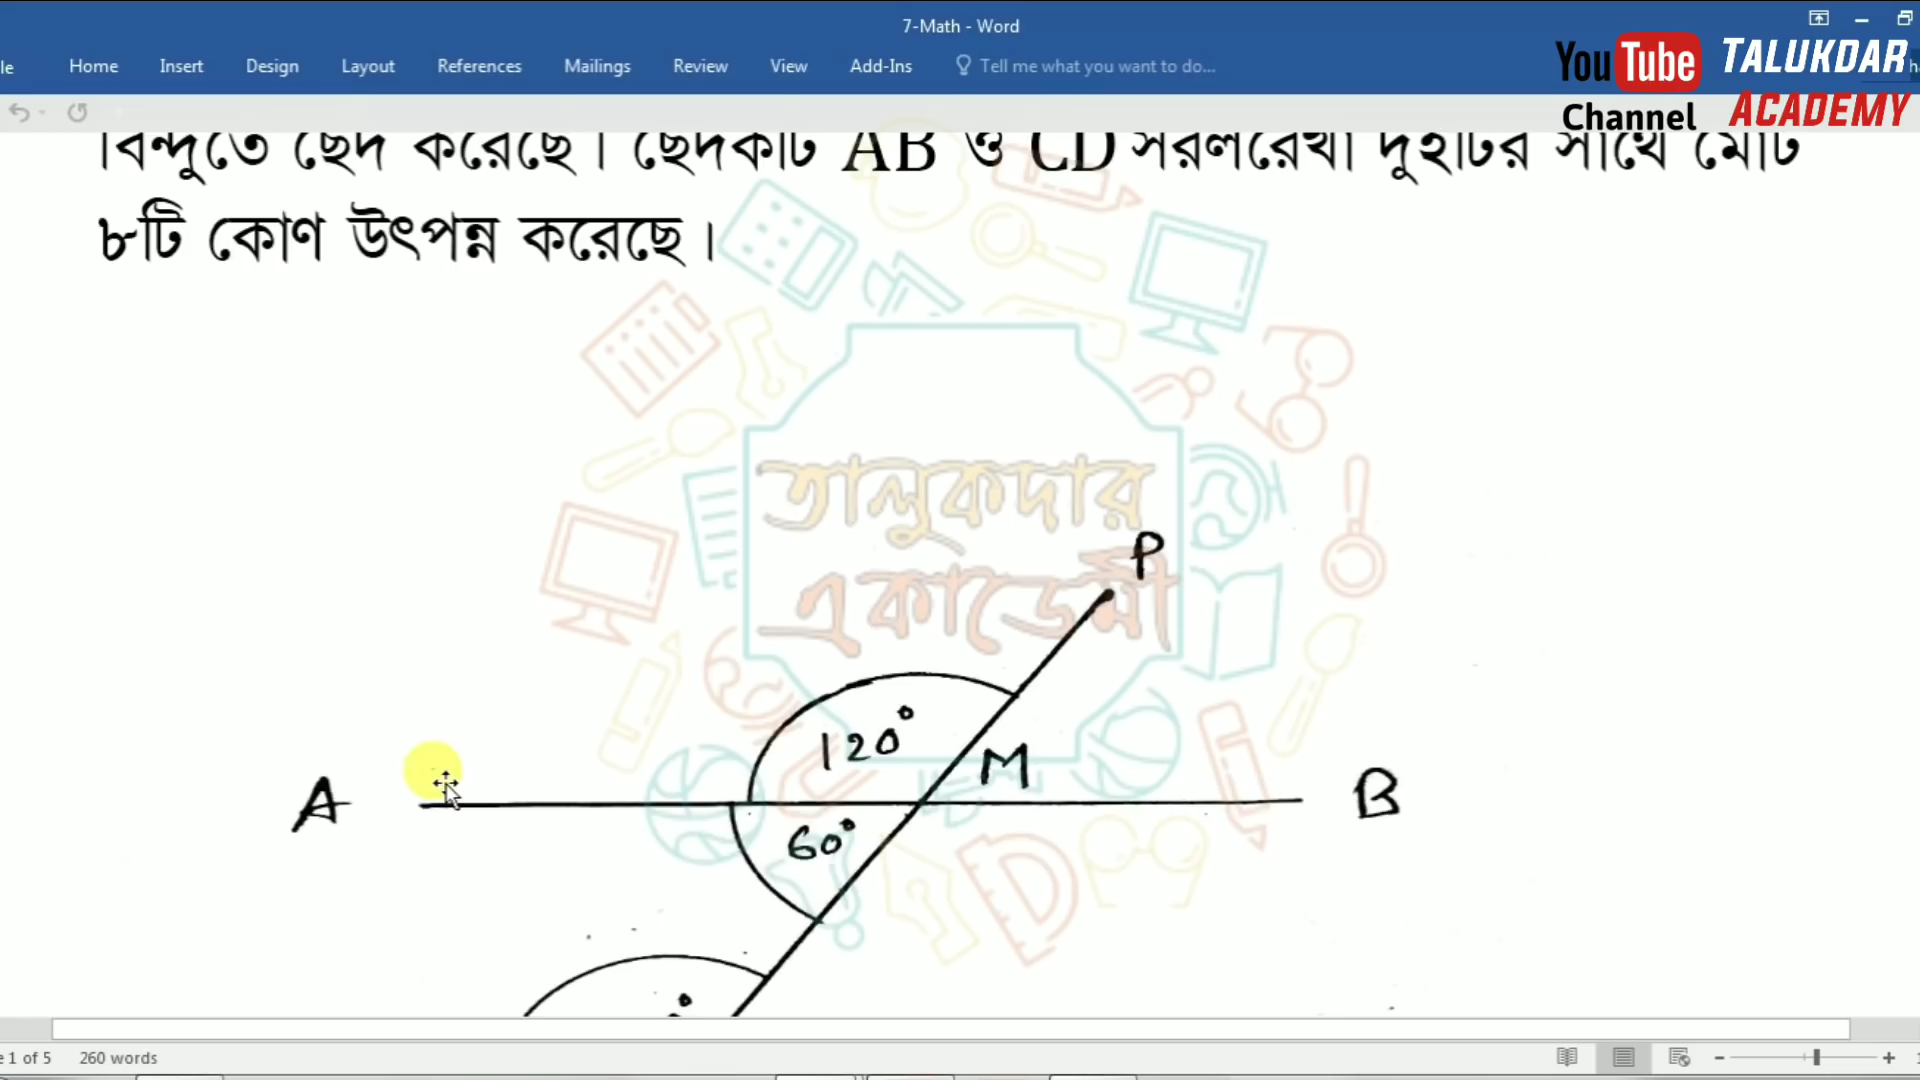 7-Math - Word
le Home Insert Design Layout References Mailings Review View Add-Ins Tell me what you want to do...
YouTube Channel
TALUKDAR ACADEMY
বিন্দুতে ছেদ করেছে। ছেদকটি AB ও CD সরলরেখা দুইটির সাথে মোট
৮টি কোণ উৎপন্ন করেছে।
তালুকদার
একাডেমী
P
120°
M
A
B
60°
e 1 of 5 260 words